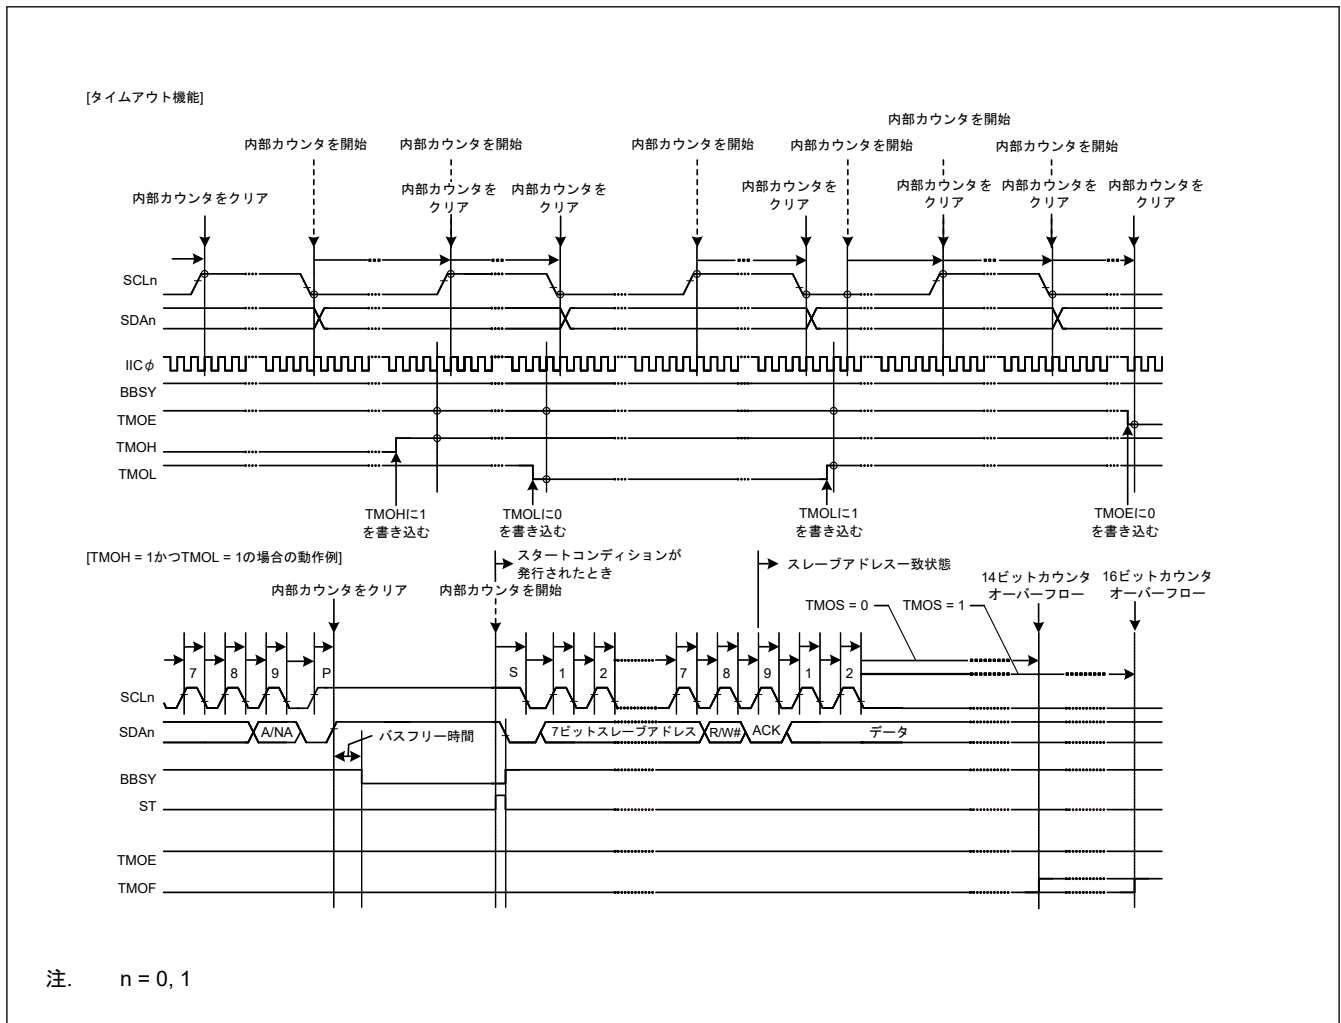 [タイムアウト機能]
内部カウンタを開始
内部カウンタを開始 内部カウンタを開始 内部カウンタを開始 内部カウンタを開始 内部カウンタを開始
内部カウンタをクリア
内部カウンタを
クリア
内部カウンタを
クリア
内部カウンタを
クリア
内部カウンタを
クリア
内部カウンタを
クリア
内部カウンタを
クリア
SCLn
SDAn
IICφ
BBSY
TMOE
TMOH
TMOL
TMOHに1
を書き込む
TMOLに0
を書き込む
TMOLに1
を書き込む
TMOEに0
を書き込む
[TMOH = 1かつTMOL = 1の場合の動作例]
スタートコンディションが
発行されたとき
スレーブアドレス一致状態
内部カウンタをクリア 内部カウンタを開始
14ビットカウンタ
オーバーフロー
16ビットカウンタ
オーバーフロー
TMOS = 0 TMOS = 1
7 8 9 P S 1 2 7 8 9 1 2
SCLn
SDAn A/NA 7ビットスレーブアドレス R/W# ACK データ
バスフリー時間
BBSY
ST
TMOE
TMOF
注. n = 0, 1